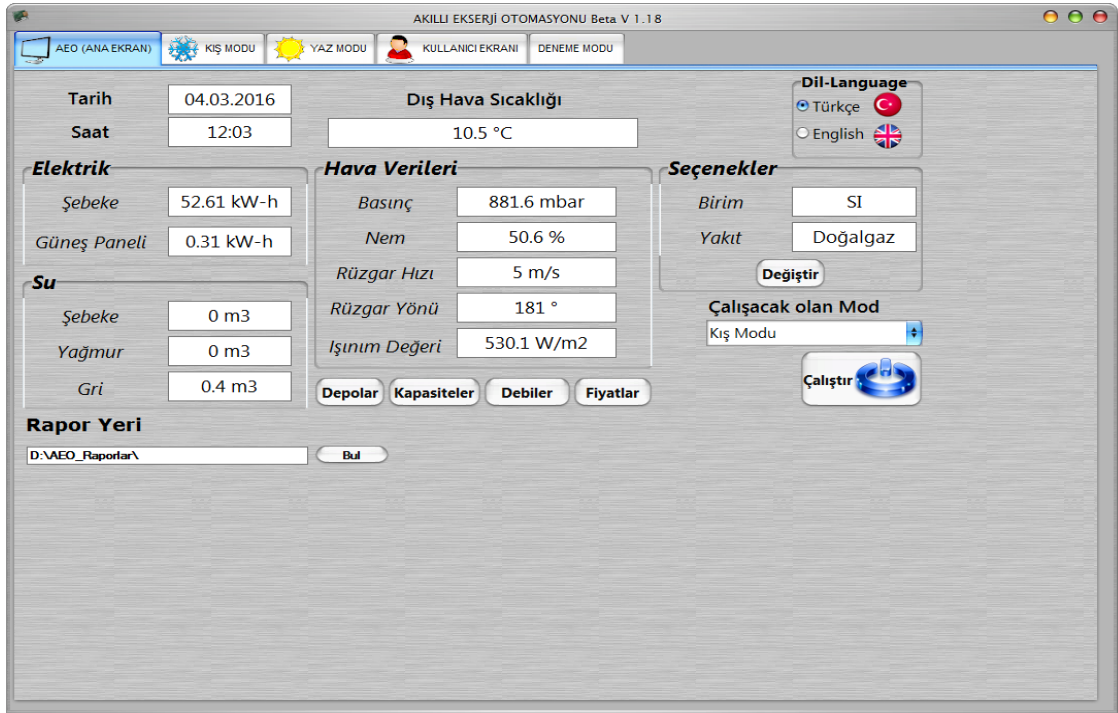 AKILLI EKSERJİ OTOMASYONU Beta V 1.18
AEO (ANA EKRAN) KIŞ MODU YAZ MODU KULLANICI EKRANI DENEME MODU
Tarih 04.03.2016
Saat 12:03
Dış Hava Sıcaklığı
10.5 °C
Dil-Language
Türkçe
English
Elektrik
Şebeke 52.61 kW-h
Güneş Paneli 0.31 kW-h
Su
Şebeke 0 m3
Yağmur 0 m3
Gri 0.4 m3
Hava Verileri
Basınç 881.6 mbar
Nem 50.6 %
Rüzgar Hızı 5 m/s
Rüzgar Yönü 181 °
Işınım Değeri 530.1 W/m2
Depolar Kapasiteler Debiler Fiyatlar
Seçenekler
Birim SI
Yakıt Doğalgaz
Değiştir
Çalışacak olan Mod
Kış Modu
Çalıştır
Rapor Yeri
D:\AEO_Raporlar\ Bul